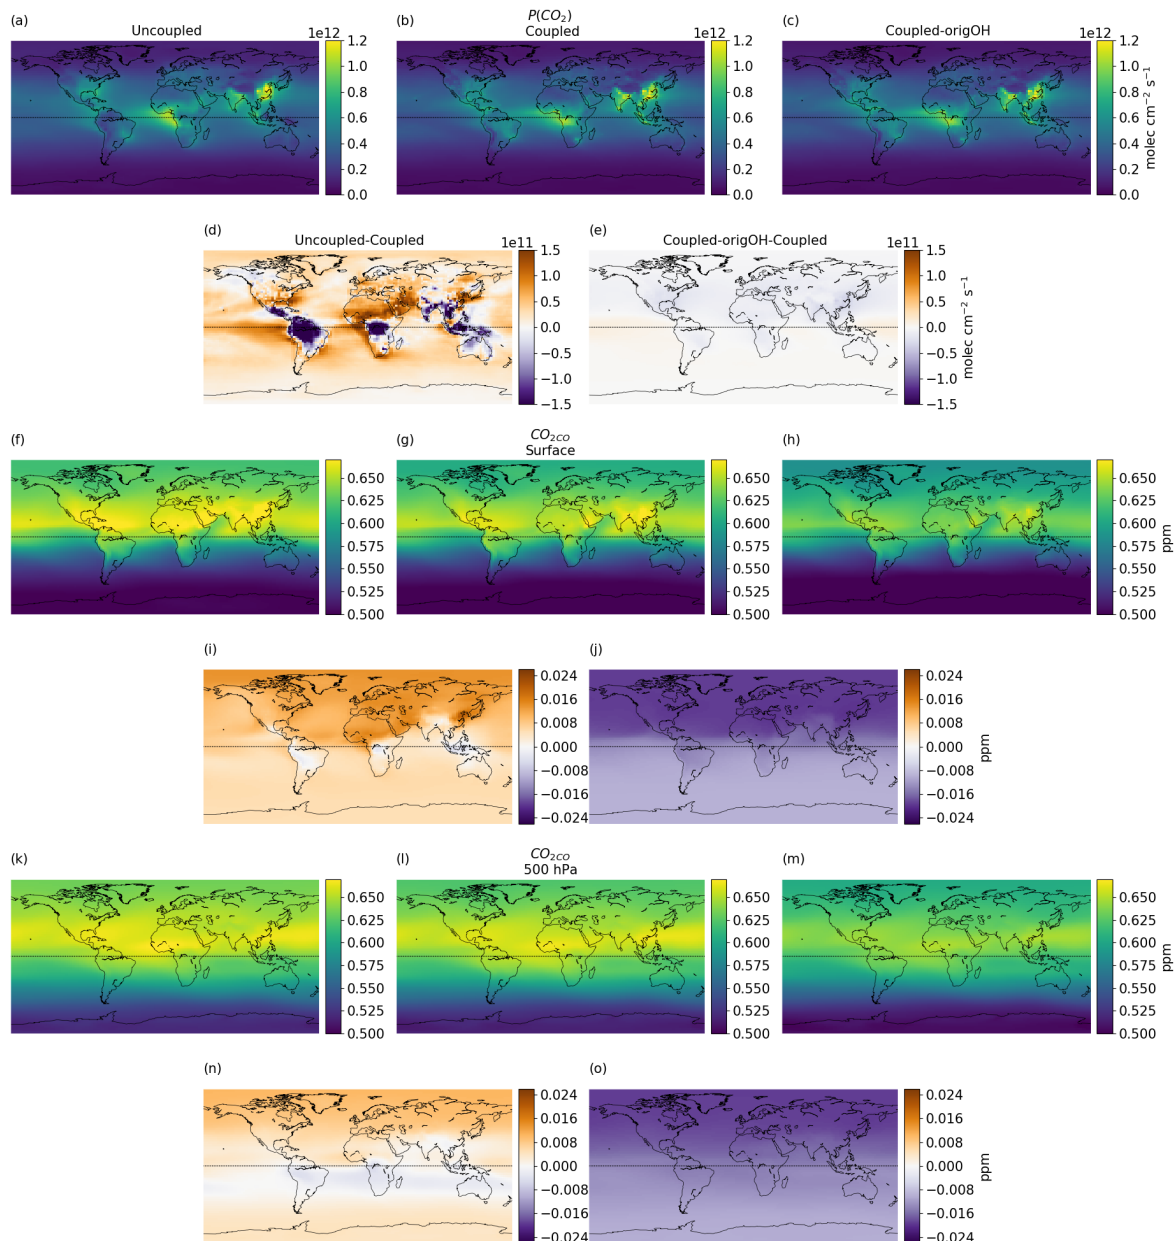 (a)
Uncoupled
1e12
1.2
1.0
0.8
0.6
0.4
0.2
0.0
(b)
P(CO2)
Coupled
1e12
1.2
1.0
0.8
0.6
0.4
0.2
0.0
(c)
Coupled-origOH
1e12
1.2
1.0
0.8
0.6
0.4
0.2
0.0
molec cm⁻² s⁻¹
(d)
Uncoupled-Coupled
1e11
1.5
1.0
0.5
0.0
−0.5
−1.0
−1.5
(e)
Coupled-origOH-Coupled
1e11
1.5
1.0
0.5
0.0
−0.5
−1.0
−1.5
molec cm⁻² s⁻¹
(f)
0.650
0.625
0.600
0.575
0.550
0.525
0.500
(g)
CO2CO
Surface
0.650
0.625
0.600
0.575
0.550
0.525
0.500
(h)
0.650
0.625
0.600
0.575
0.550
0.525
0.500
ppm
(i)
0.024
0.016
0.008
0.000
−0.008
−0.016
−0.024
(j)
0.024
0.016
0.008
0.000
−0.008
−0.016
−0.024
ppm
(k)
0.650
0.625
0.600
0.575
0.550
0.525
0.500
(l)
CO2CO
500 hPa
0.650
0.625
0.600
0.575
0.550
0.525
0.500
(m)
0.650
0.625
0.600
0.575
0.550
0.525
0.500
ppm
(n)
0.024
0.016
0.008
0.000
−0.008
−0.016
−0.024
(o)
0.024
0.016
0.008
0.000
−0.008
−0.016
−0.024
ppm